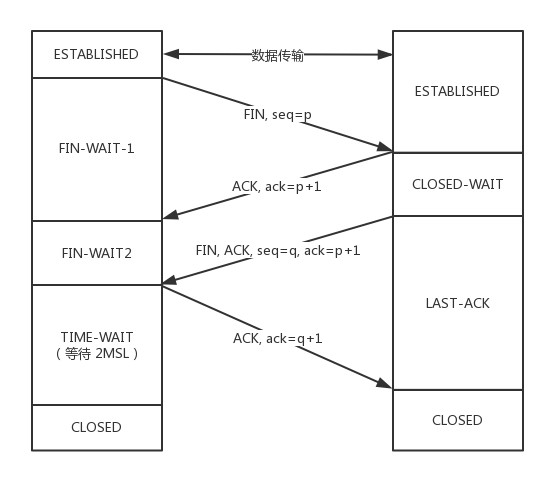 ESTABLISHED
数据传输
ESTABLISHED
FIN, seq=p
FIN-WAIT-1
ACK, ack=p+1
CLOSED-WAIT
FIN-WAIT2
FIN, ACK, seq=q, ack=p+1
LAST-ACK
TIME-WAIT
（等待 2MSL）
ACK, ack=q+1
CLOSED
CLOSED